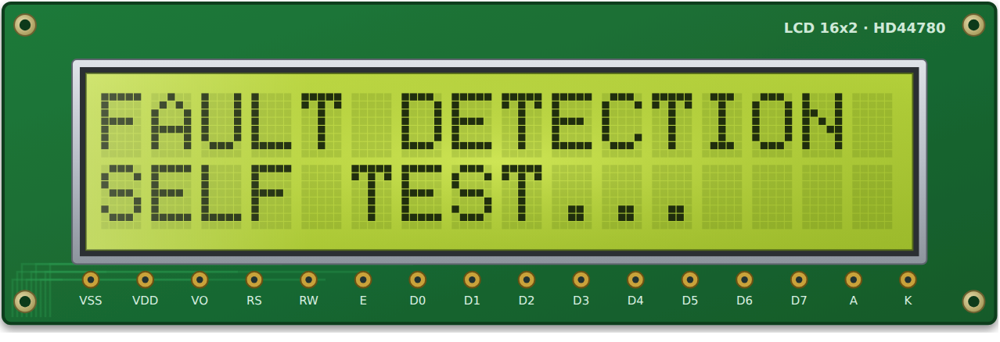 LCD 16x2 · HD44780
FAULT DETECTION
SELF TEST...
VSS VDD VO RS RW E D0 D1 D2 D3 D4 D5 D6 D7 A K